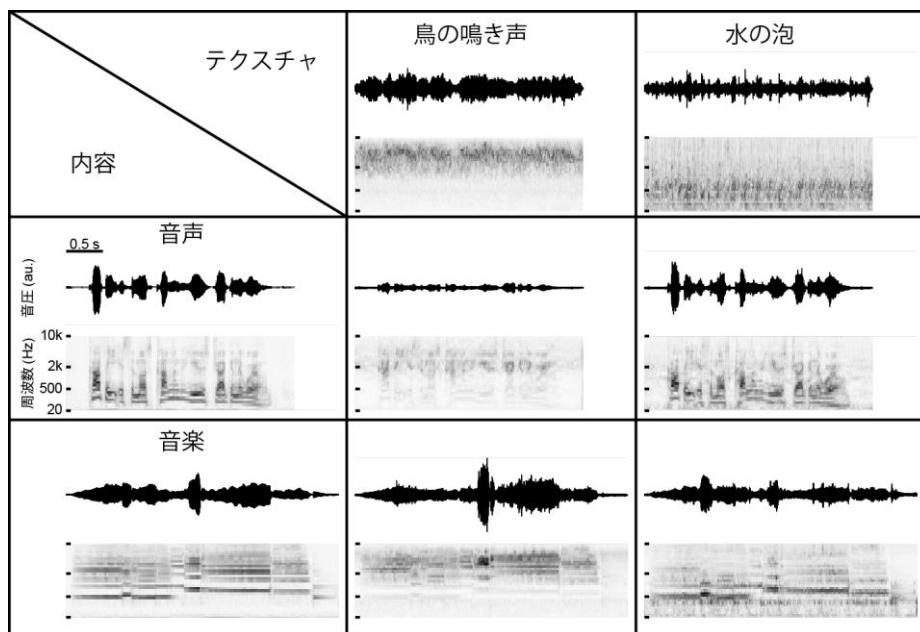 テクスチャ
内容
鳥の鳴き声
水の泡
音声
0.5 s
音圧 (au.)
周波数 (Hz)
10k
2k
500
20
音楽